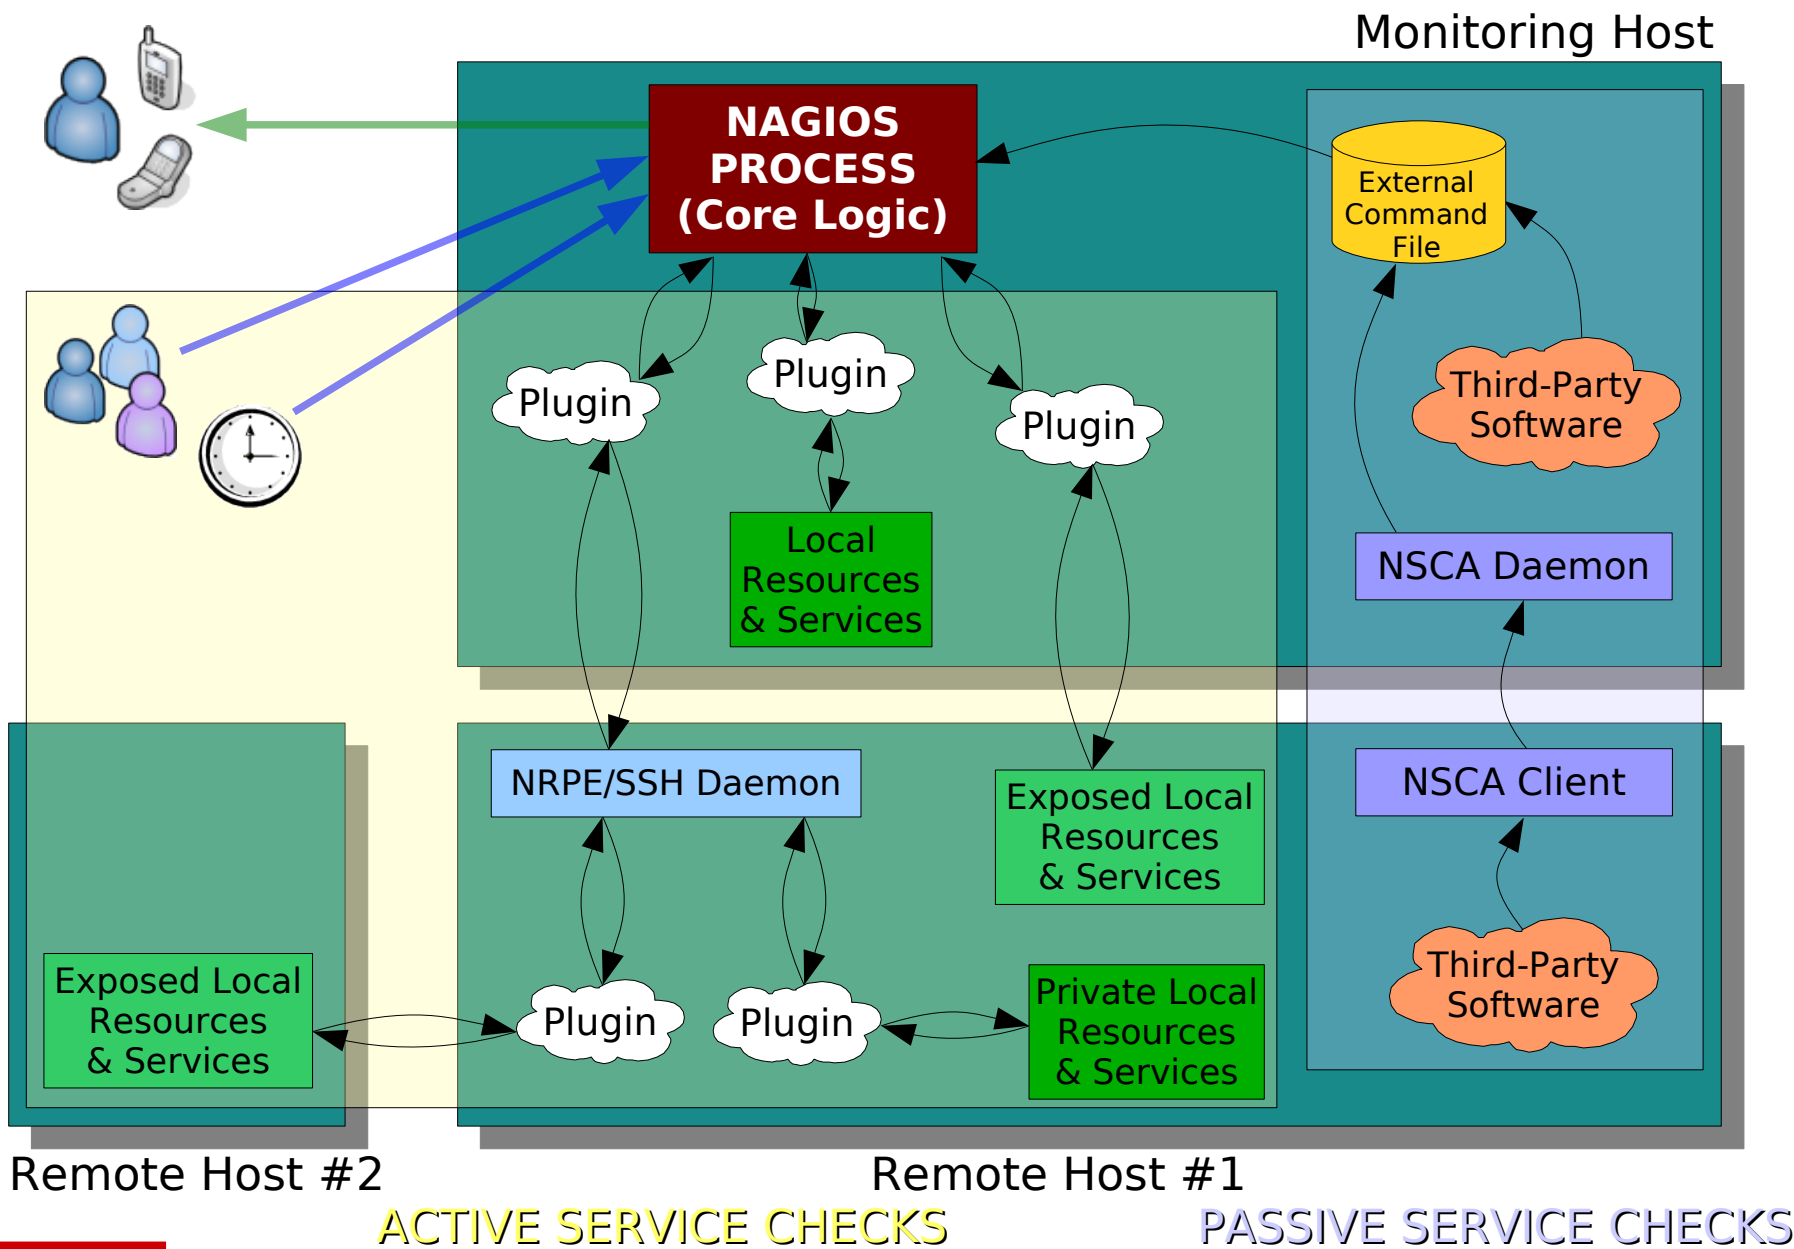 Monitoring Host
NAGIOS
PROCESS
(Core Logic)
External
Command
File
Plugin
Plugin
Plugin
Third-Party
Software
Local
Resources
& Services
NSCA Daemon
NRPE/SSH Daemon
Exposed Local
Resources
& Services
NSCA Client
Exposed Local
Resources
& Services
Plugin
Plugin
Private Local
Resources
& Services
Third-Party
Software
Remote Host #2
Remote Host #1
ACTIVE SERVICE CHECKS
PASSIVE SERVICE CHECKS